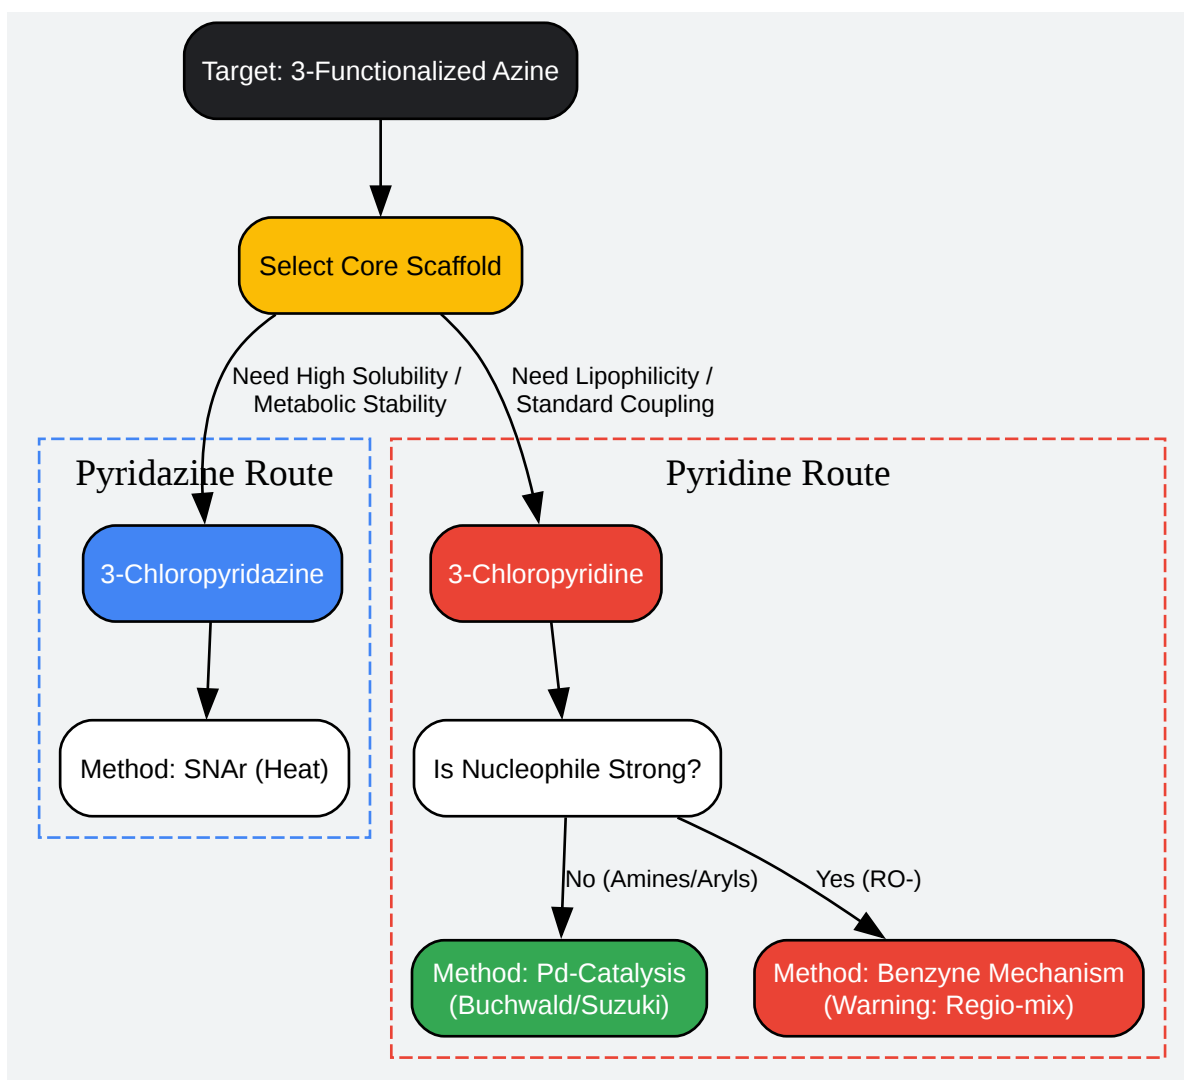 Target: 3-Functionalized Azine
Select Core Scaffold
Need High Solubility /
Metabolic Stability
Need Lipophilicity /
Standard Coupling
Pyridazine Route
Pyridine Route
3-Chloropyridazine
3-Chloropyridine
Method: SNAr (Heat)
Is Nucleophile Strong?
No (Amines/Aryls)
Yes (RO-)
Method: Pd-Catalysis
(Buchwald/Suzuki)
Method: Benzyne Mechanism
(Warning: Regio-mix)